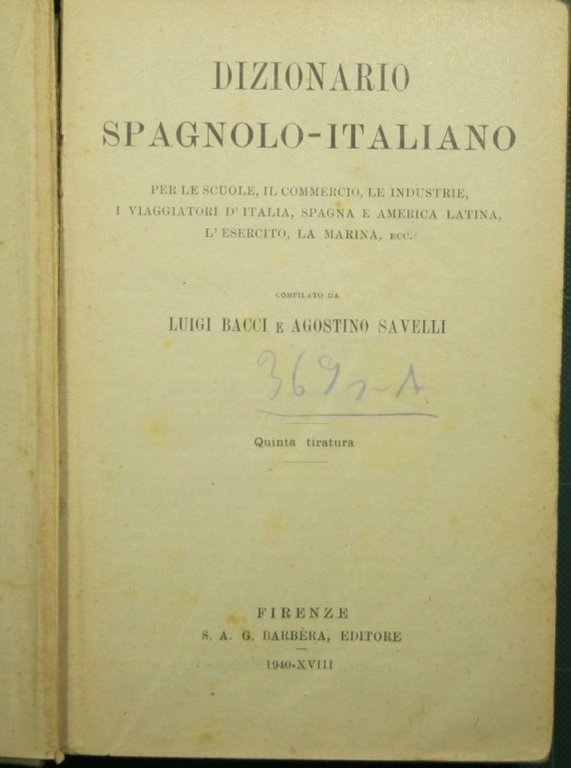 DIZIONARIO
SPAGNOLO-ITALIANO
PER LE SCUOLE, IL COMMERCIO, LE INDUSTRIE,
I VIAGGIATORI D'ITALIA, SPAGNA E AMERICA LATINA,
L'ESERCITO, LA MARINA, ECC.
COMPILATO DA
LUIGI BACCI E AGOSTINO SAVELLI
Quinta tiratura
FIRENZE
S. A. G. BARBÈRA, EDITORE
1940-XVIII